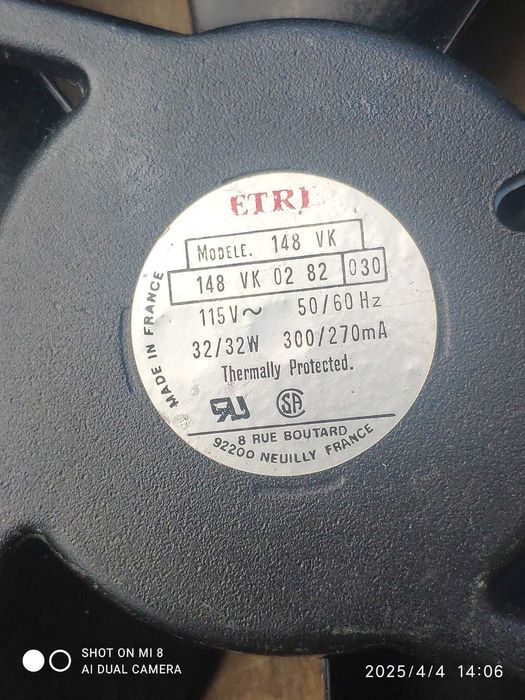 ETRI
MODELE. 148 VK
148 VK 02 82 030
115V~ 50/60 Hz
32/32W 300/270mA
Thermally Protected.
MADE IN FRANCE
RU SA
8 RUE BOUTARD
92200 NEUILLY FRANCE
SHOT ON MI 8
AI DUAL CAMERA
2025/4/4 14:06